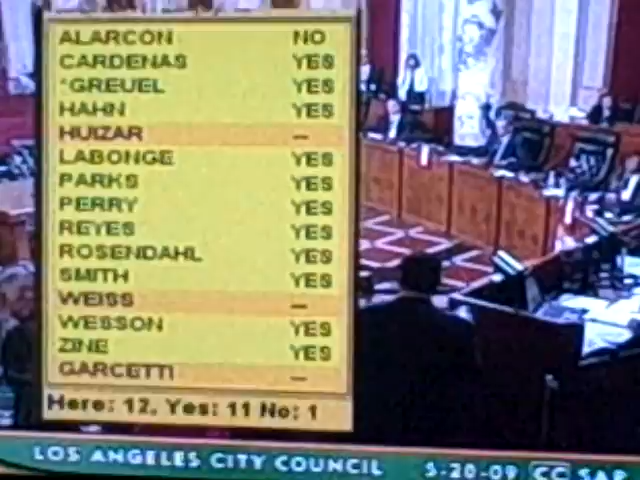 ALARCON NO
CARDENAS YES
*GREUEL YES
HAHN YES
HUIZAR --
LABONGE YES
PARKS YES
PERRY YES
REYES YES
ROSENDAHL YES
SMITH YES
WEISS --
WESSON YES
ZINE YES
GARCETTI --
Here: 12, Yes: 11 No: 1
LOS ANGELES CITY COUNCIL 5-20-09 CC SAP